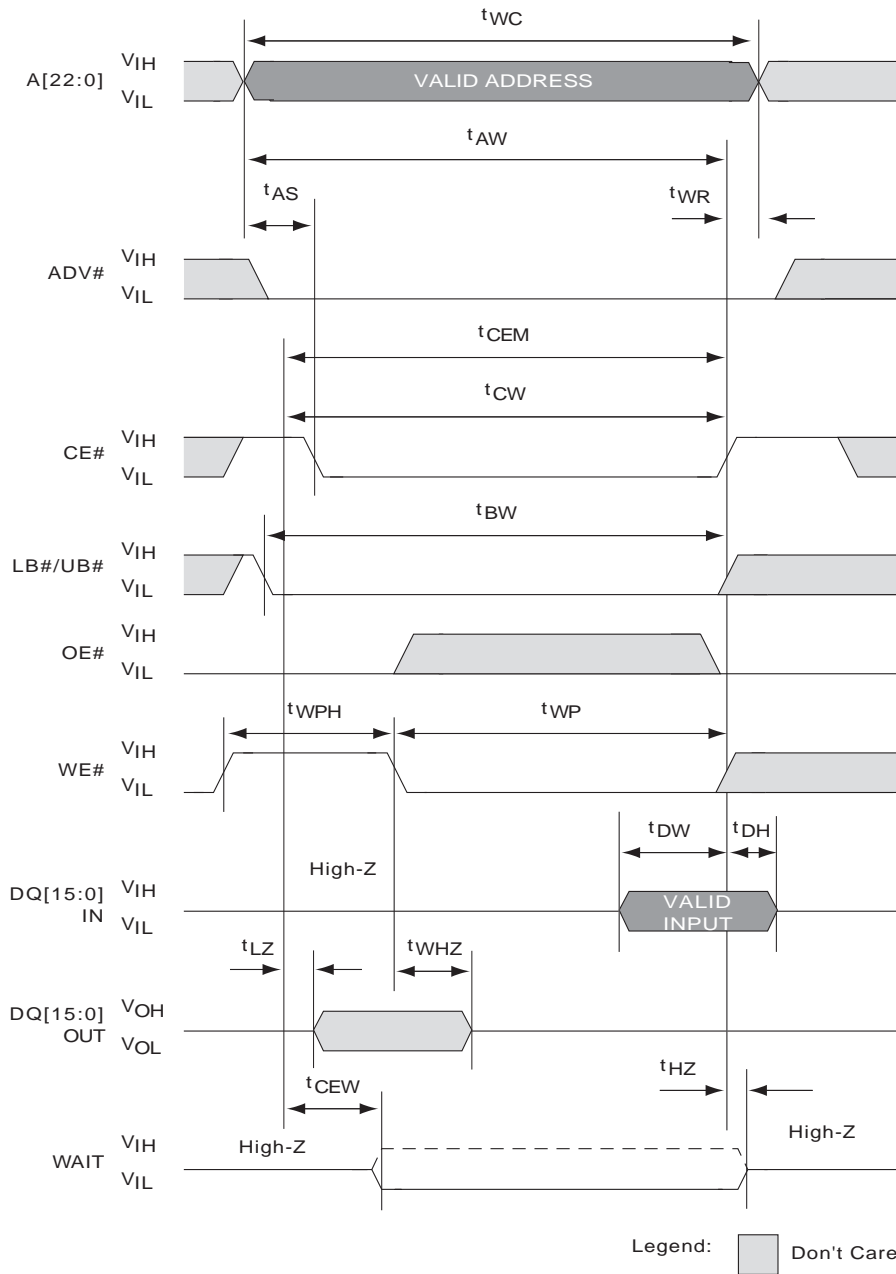 tWC
A[22:0] VIH
VIL
VALID ADDRESS
tAW
tAS
tWR
ADV# VIH
VIL
tCEM
tCW
CE# VIH
VIL
tBW
LB#/UB# VIH
VIL
OE# VIH
VIL
tWPH
tWP
WE# VIH
VIL
tDW
tDH
High-Z
DQ[15:0]
IN
VIH
VIL
VALID
INPUT
tLZ
tWHZ
DQ[15:0]
OUT
VOH
VOL
tCEW
tHZ
WAIT VIH
VIL
High-Z
High-Z
Legend: Don't Care